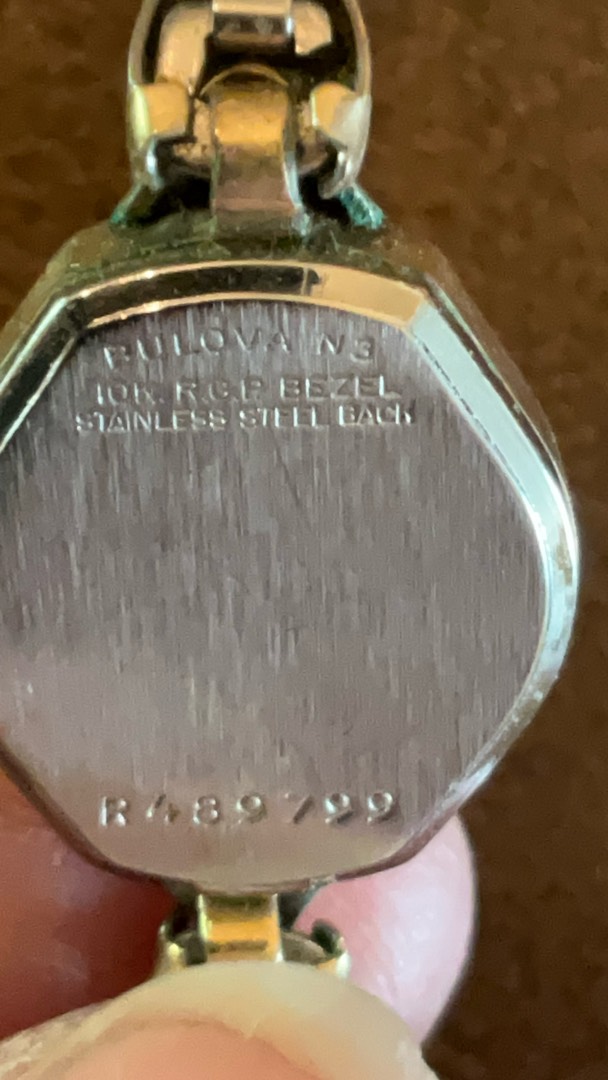 BULOVA N3
10K. R.G.P. BEZEL
STAINLESS STEEL BACK
R489799